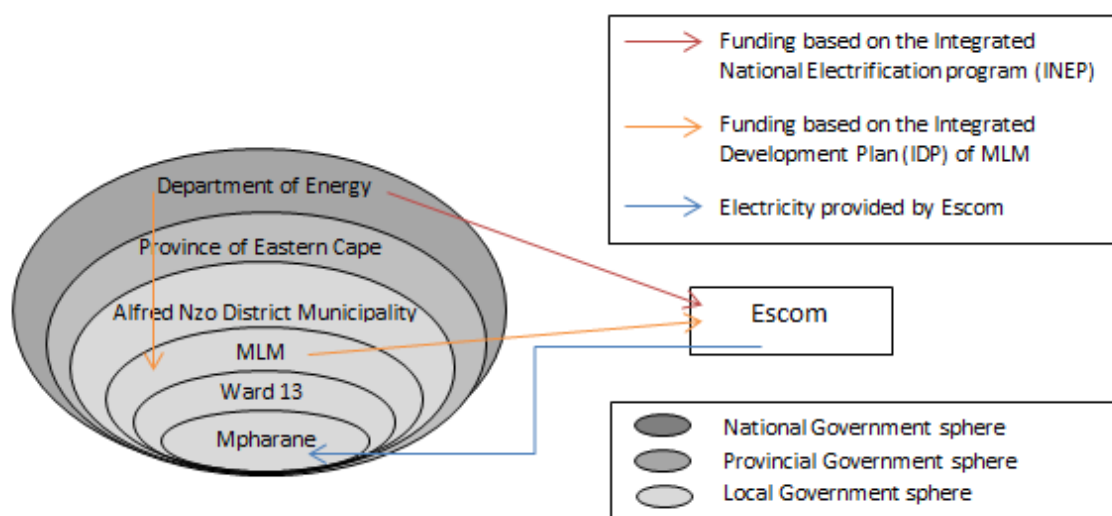 Funding based on the Integrated
National Electrification program (INEP)
Funding based on the Integrated
Development Plan (IDP) of MLM
Electricity provided by Escom
Department of Energy
Province of Eastern Cape
Alfred Nzo District Municipality
MLM
Ward 13
Mpharane
Escom
National Government sphere
Provincial Government sphere
Local Government sphere